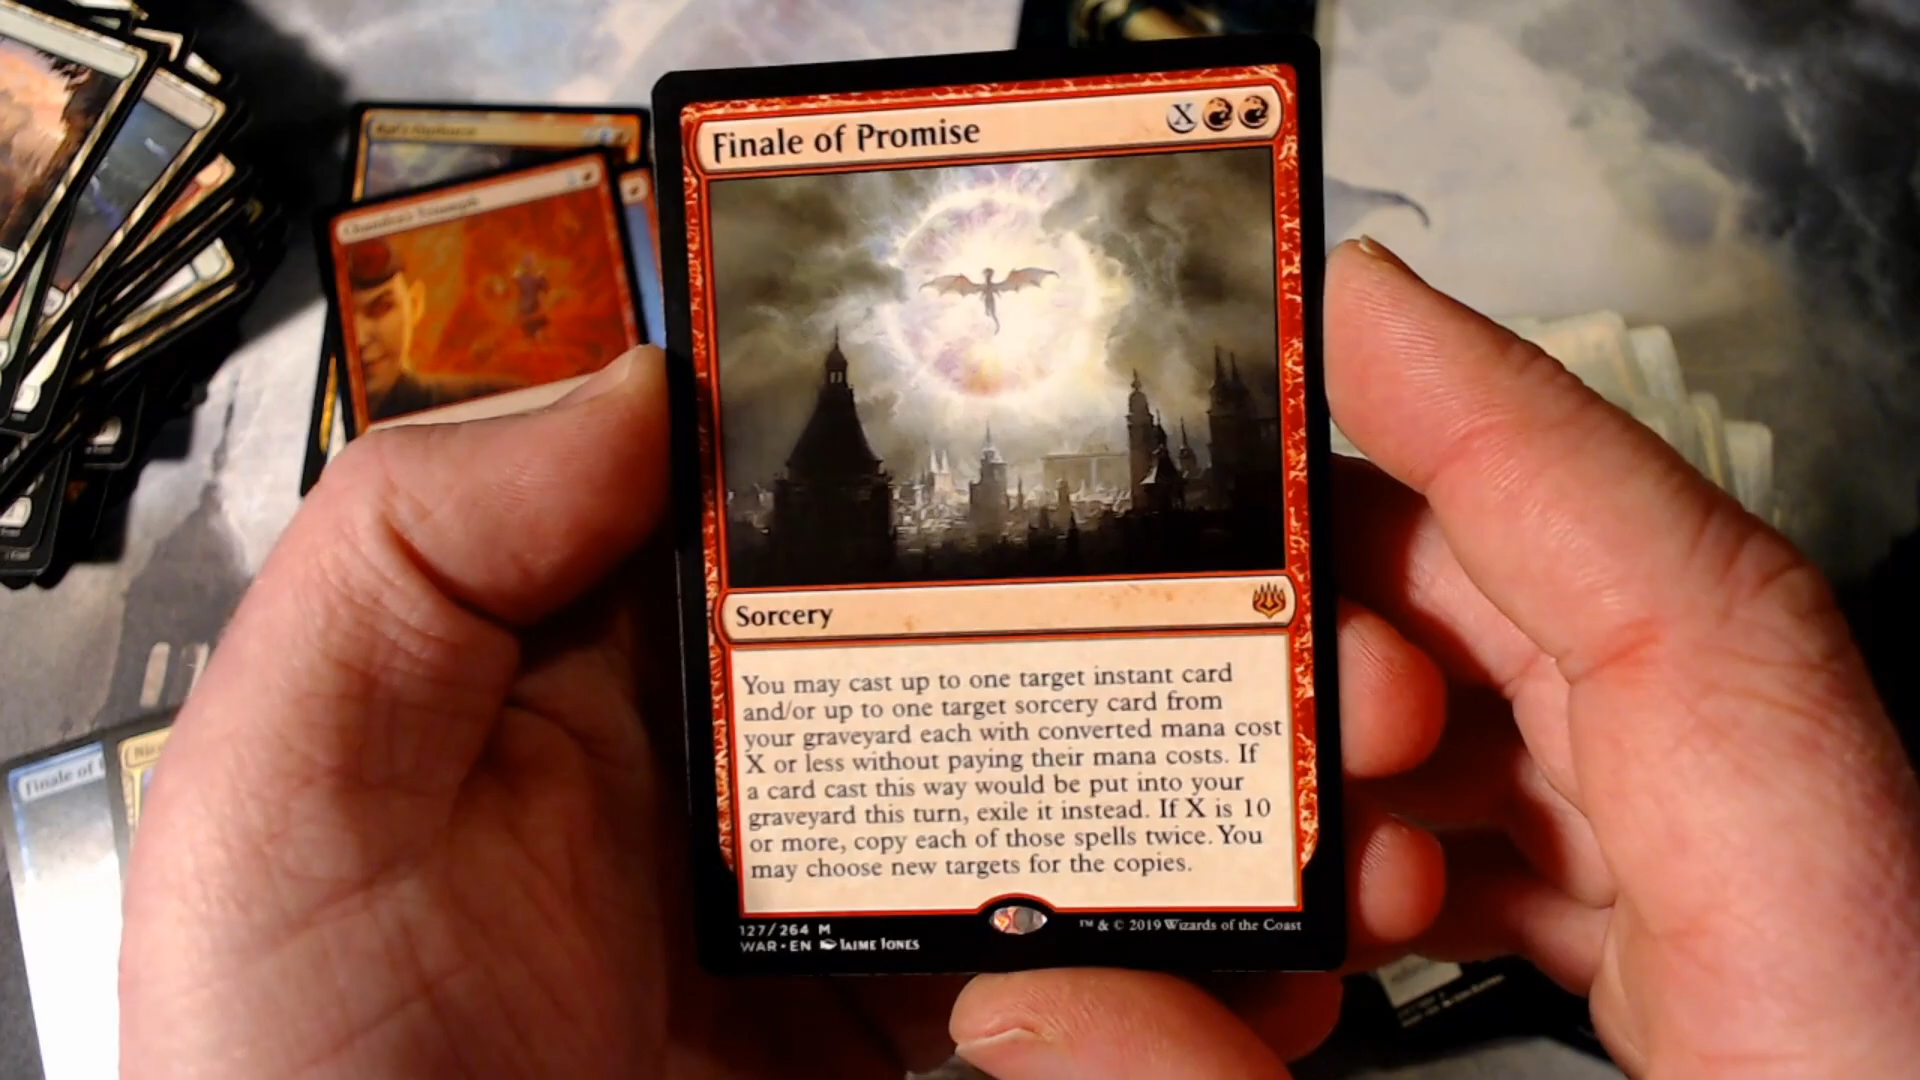 Finale of Promise
X
Sorcery
You may cast up to one target instant card
and/or up to one target sorcery card from
your graveyard each with converted mana cost
X or less without paying their mana costs. If
a card cast this way would be put into your
graveyard this turn, exile it instead. If X is 10
or more, copy each of those spells twice. You
may choose new targets for the copies.
127/264 M
WAR • EN JAIME JONES
™ & © 2019 Wizards of the Coast
Chandra's Triumph
Finale of